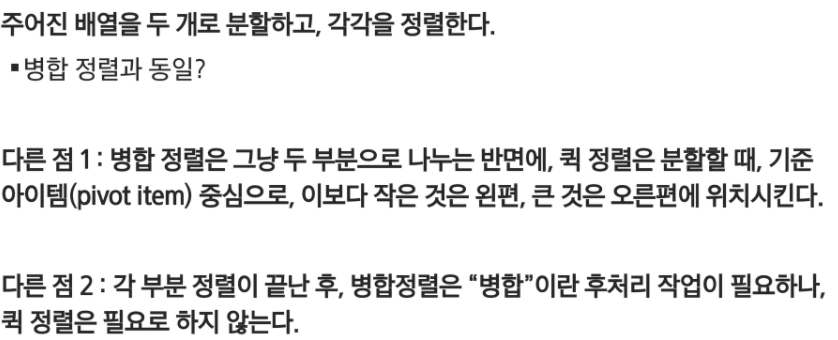 주어진 배열을 두 개로 분할하고, 각각을 정렬한다.
▪병합 정렬과 동일?
다른 점 1 : 병합 정렬은 그냥 두 부분으로 나누는 반면에, 퀵 정렬은 분할할 때, 기준
아이템(pivot item) 중심으로, 이보다 작은 것은 왼편, 큰 것은 오른편에 위치시킨다.
다른 점 2 : 각 부분 정렬이 끝난 후, 병합정렬은 “병합”이란 후처리 작업이 필요하나,
퀵 정렬은 필요로 하지 않는다.